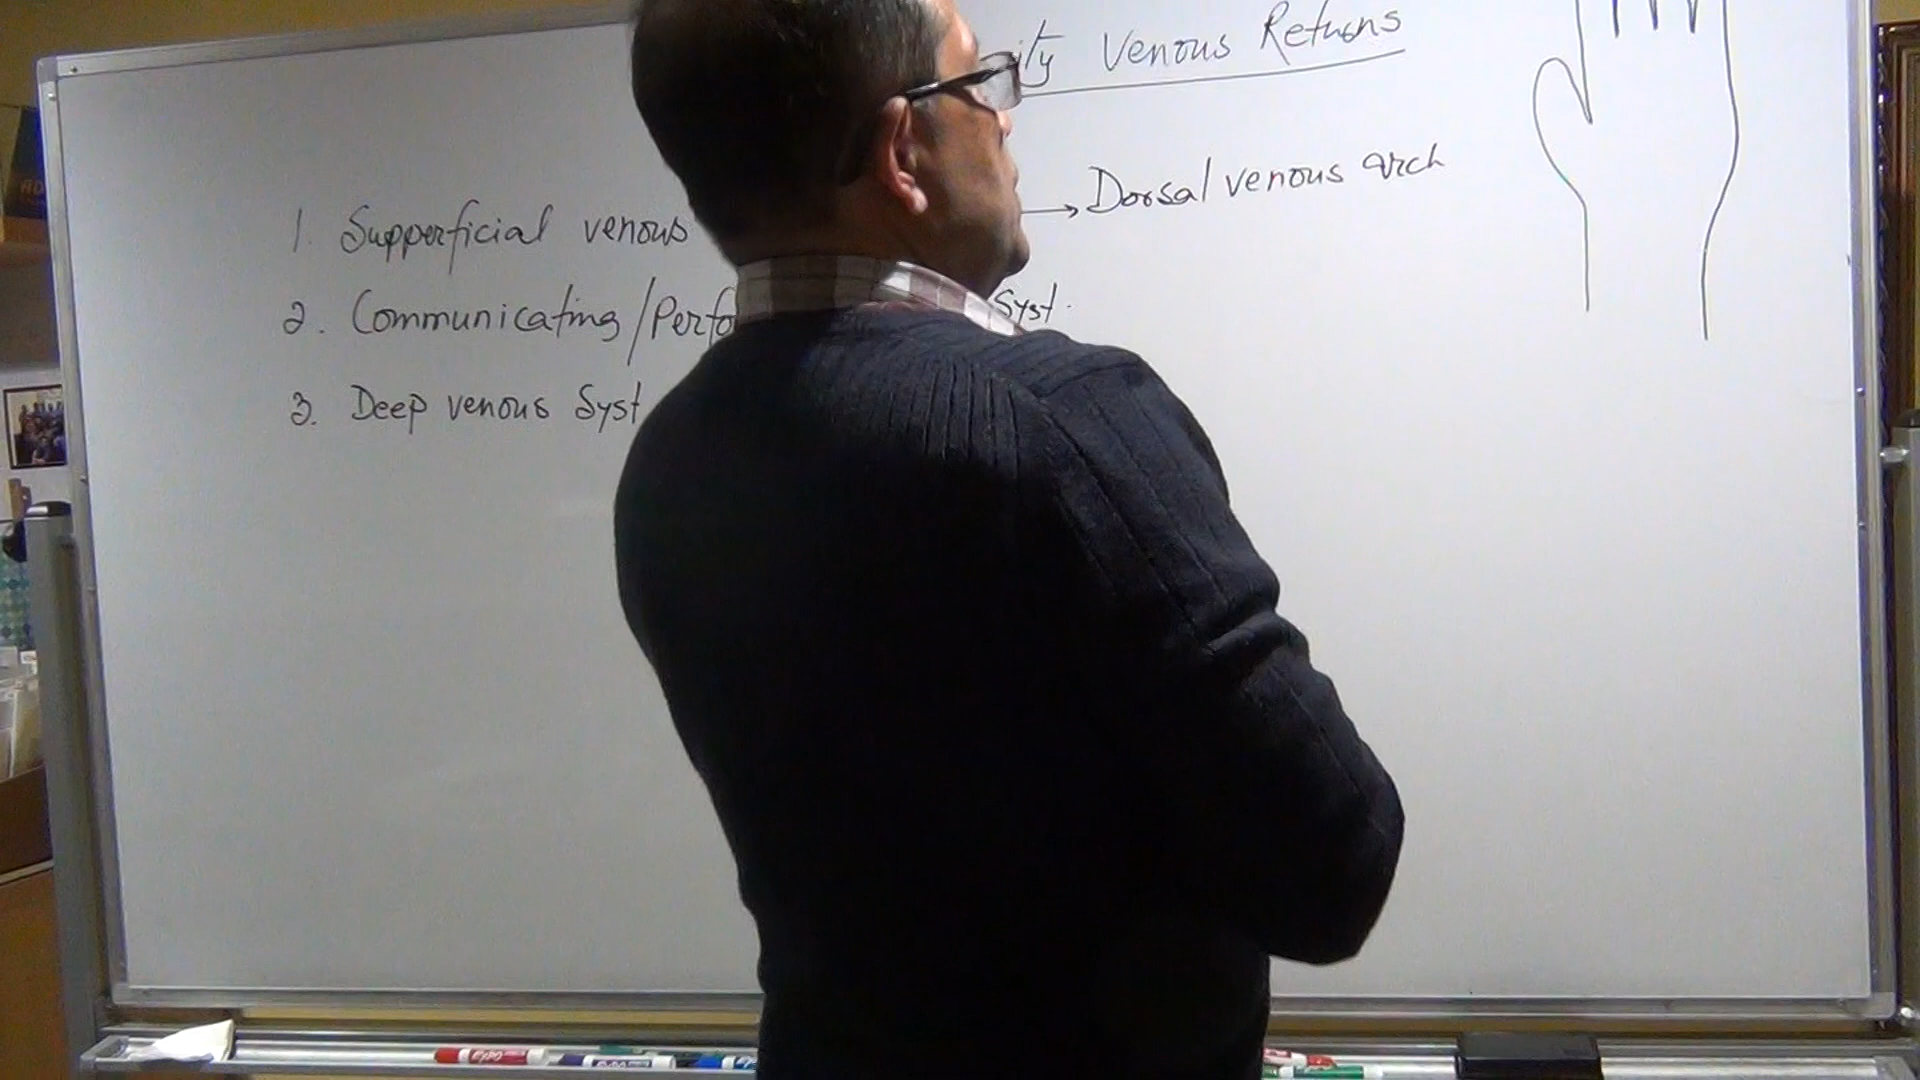 ity Venous Returns
→ Dorsal venous arch
1. Supperficial venous
2. Communicating/Perfo Syst.
3. Deep venous Syst